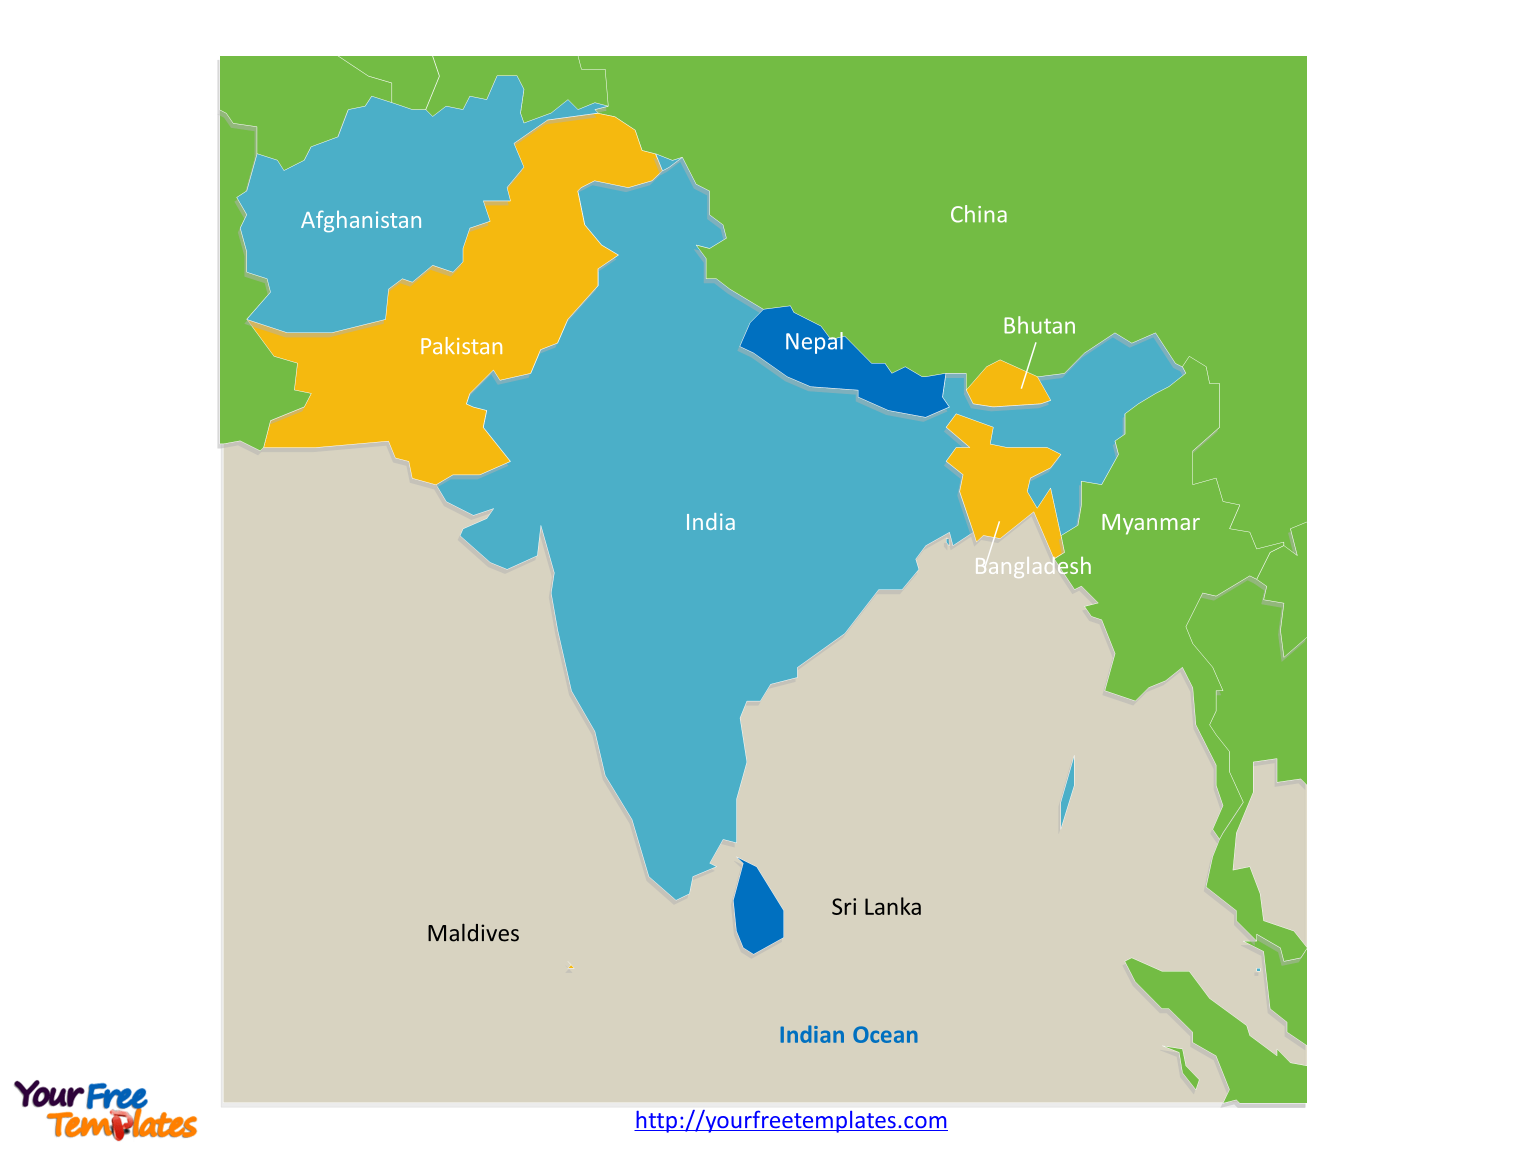 China
Afghanistan
Bhutan
Nepal
Pakistan
India
Myanmar
Bangladesh
Sri Lanka
Maldives
Indian Ocean
Your Free
Templates
http://yourfreetemplates.com